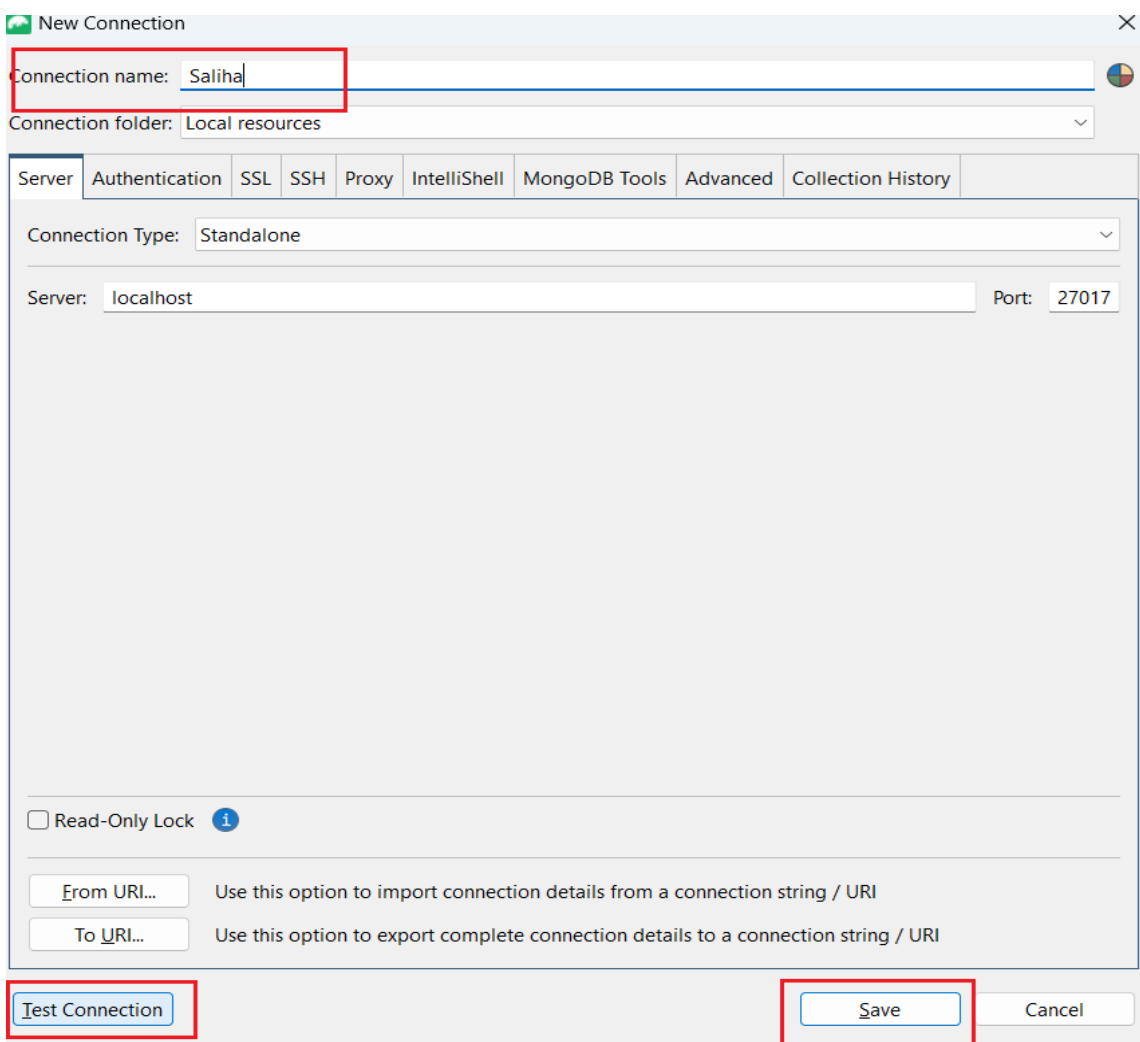 New Connection
Connection name: Saliha
Connection folder: Local resources
Server Authentication SSL SSH Proxy IntelliShell MongoDB Tools Advanced Collection History
Connection Type: Standalone
Server: localhost Port: 27017
Read-Only Lock i
From URI... Use this option to import connection details from a connection string / URI
To URI... Use this option to export complete connection details to a connection string / URI
Test Connection Save Cancel